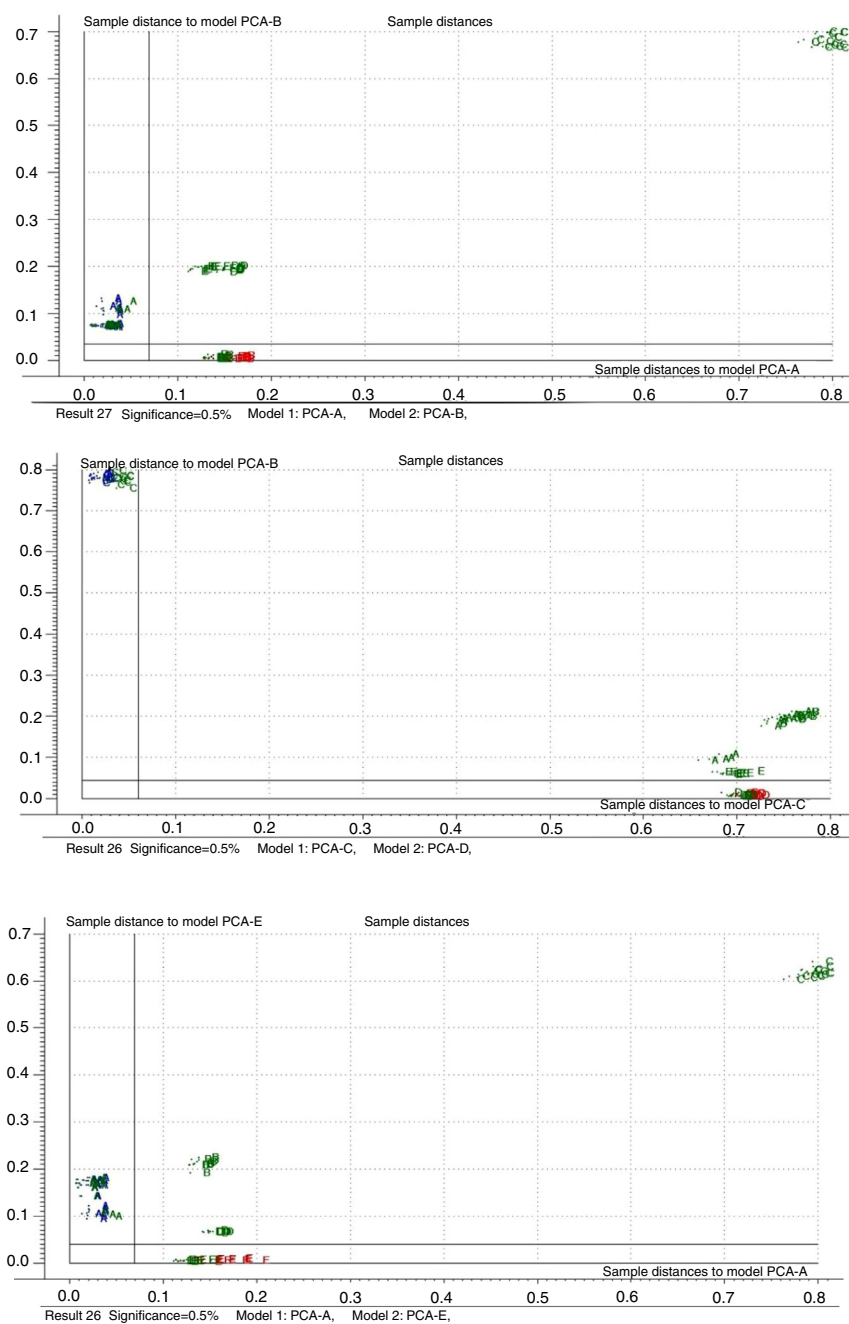 Sample distance to model PCA-B Sample distances
0.7
0.6
0.5
0.4
0.3
0.2
0.1
0.0
Sample distances to model PCA-A
0.0 0.1 0.2 0.3 0.4 0.5 0.6 0.7 0.8
Result 27 Significance=0.5% Model 1: PCA-A, Model 2: PCA-B,
Sample distance to model PCA-B Sample distances
0.8
0.7
0.6
0.5
0.4
0.3
0.2
0.1
0.0
Sample distances to model PCA-C
0.0 0.1 0.2 0.3 0.4 0.5 0.6 0.7 0.8
Result 26 Significance=0.5% Model 1: PCA-C, Model 2: PCA-D,
Sample distance to model PCA-E Sample distances
0.7
0.6
0.5
0.4
0.3
0.2
0.1
0.0
Sample distances to model PCA-A
0.0 0.1 0.2 0.3 0.4 0.5 0.6 0.7 0.8
Result 26 Significance=0.5% Model 1: PCA-A, Model 2: PCA-E,